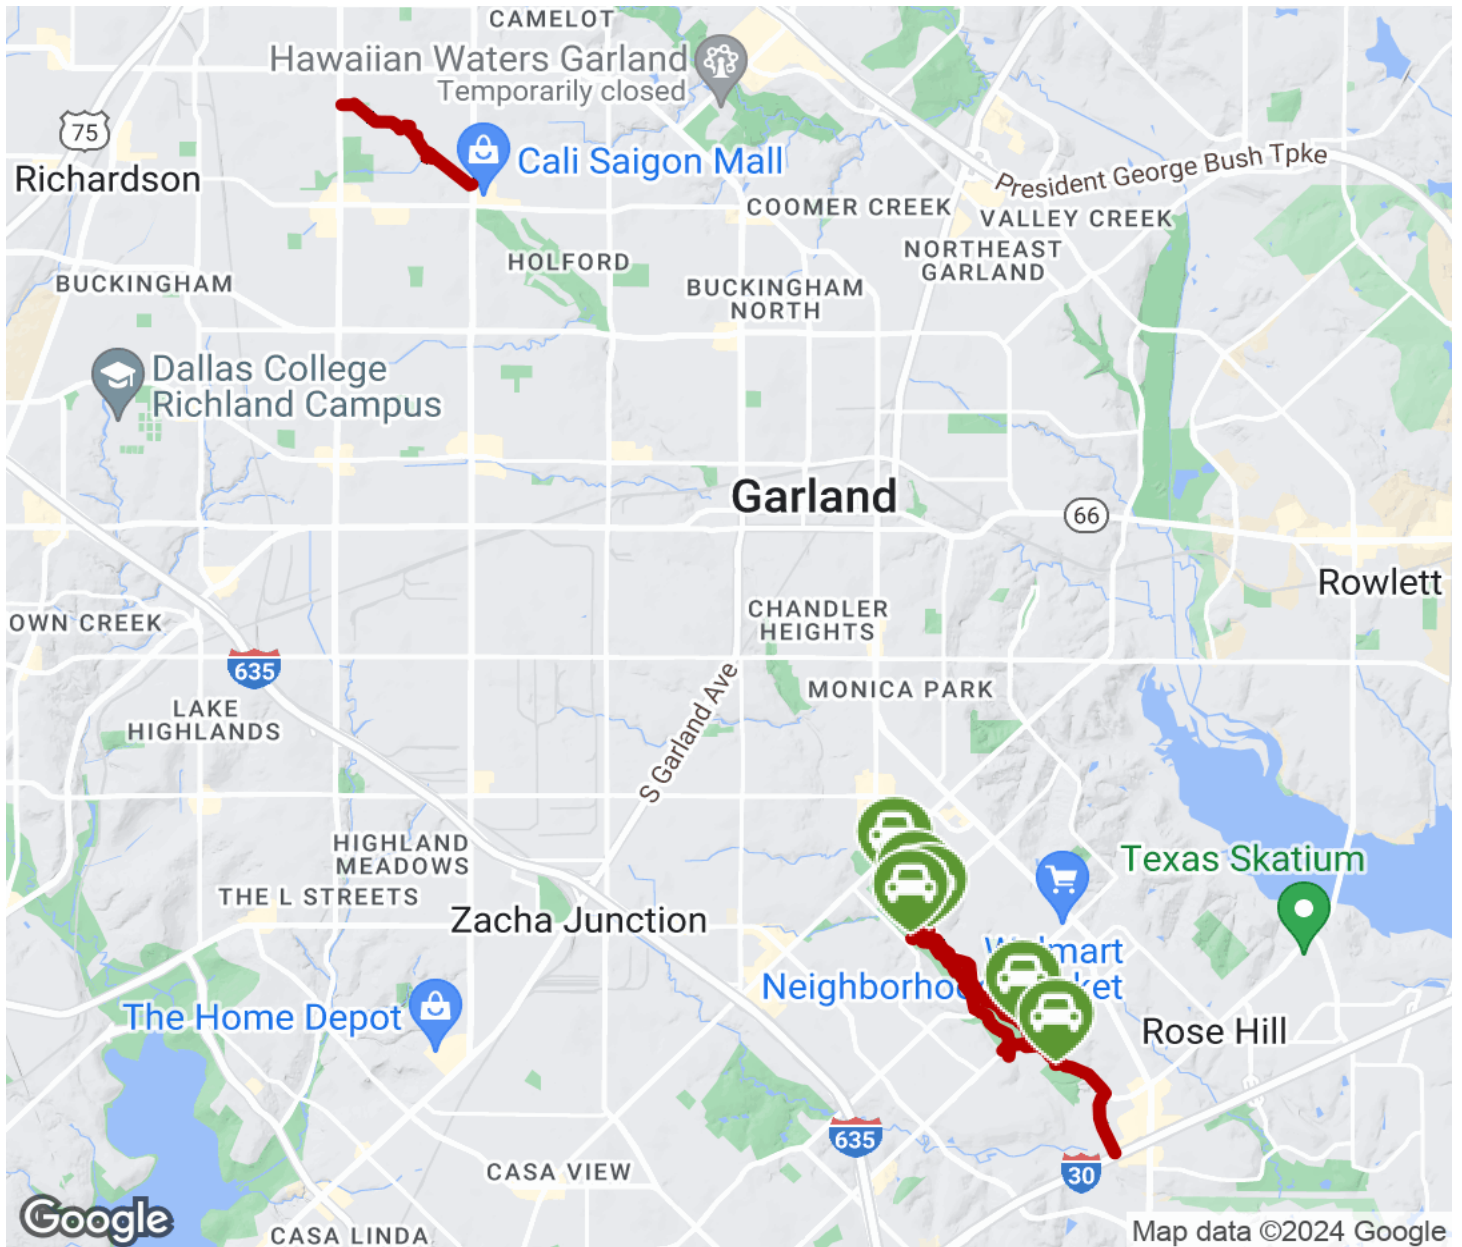 CAMELOT
Hawaiian Waters Garland
Temporarily closed
75
Richardson
Cali Saigon Mall
President George Bush Tpke
COOMER CREEK
VALLEY CREEK
HOLFORD
NORTHEAST
GARLAND
BUCKINGHAM
BUCKINGHAM
NORTH
Dallas College
Richland Campus
Garland
66
Rowlett
OWN CREEK
CHANDLER
HEIGHTS
635
MONICA PARK
LAKE
HIGHLANDS
S Garland Ave
HIGHLAND
MEADOWS
Texas Skatium
THE L STREETS
Zacha Junction
The Home Depot
Rose Hill
635
30
CASA VIEW
CASA LINDA
Google
Map data ©2024 Google